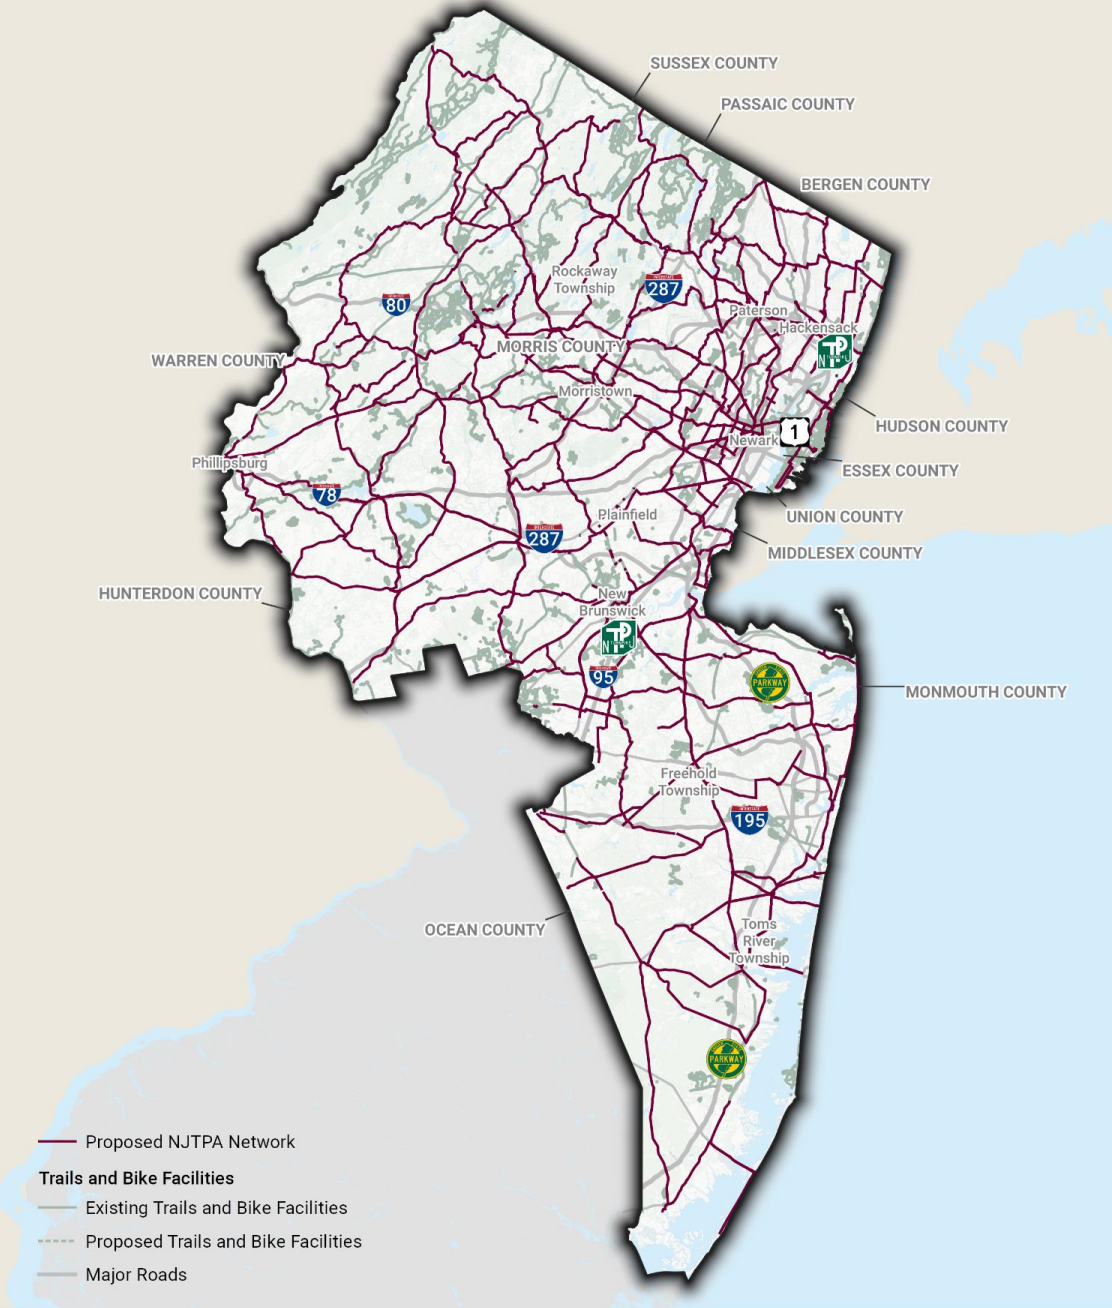 SUSSEX COUNTY
PASSAIC COUNTY
BERGEN COUNTY
Rockaway
Township
287
80
Paterson
Hackensack
NTPJ
MORRIS COUNTY
WARREN COUNTY
Morristown
HUDSON COUNTY
1
Newark
Phillipsburg
ESSEX COUNTY
78
Plainfield
UNION COUNTY
287
MIDDLESEX COUNTY
HUNTERDON COUNTY
New
Brunswick
NTPJ
95
PARKWAY
MONMOUTH COUNTY
Freehold
Township
195
OCEAN COUNTY
Toms
River
Township
PARKWAY
Proposed NJTPA Network
Trails and Bike Facilities
Existing Trails and Bike Facilities
Proposed Trails and Bike Facilities
Major Roads